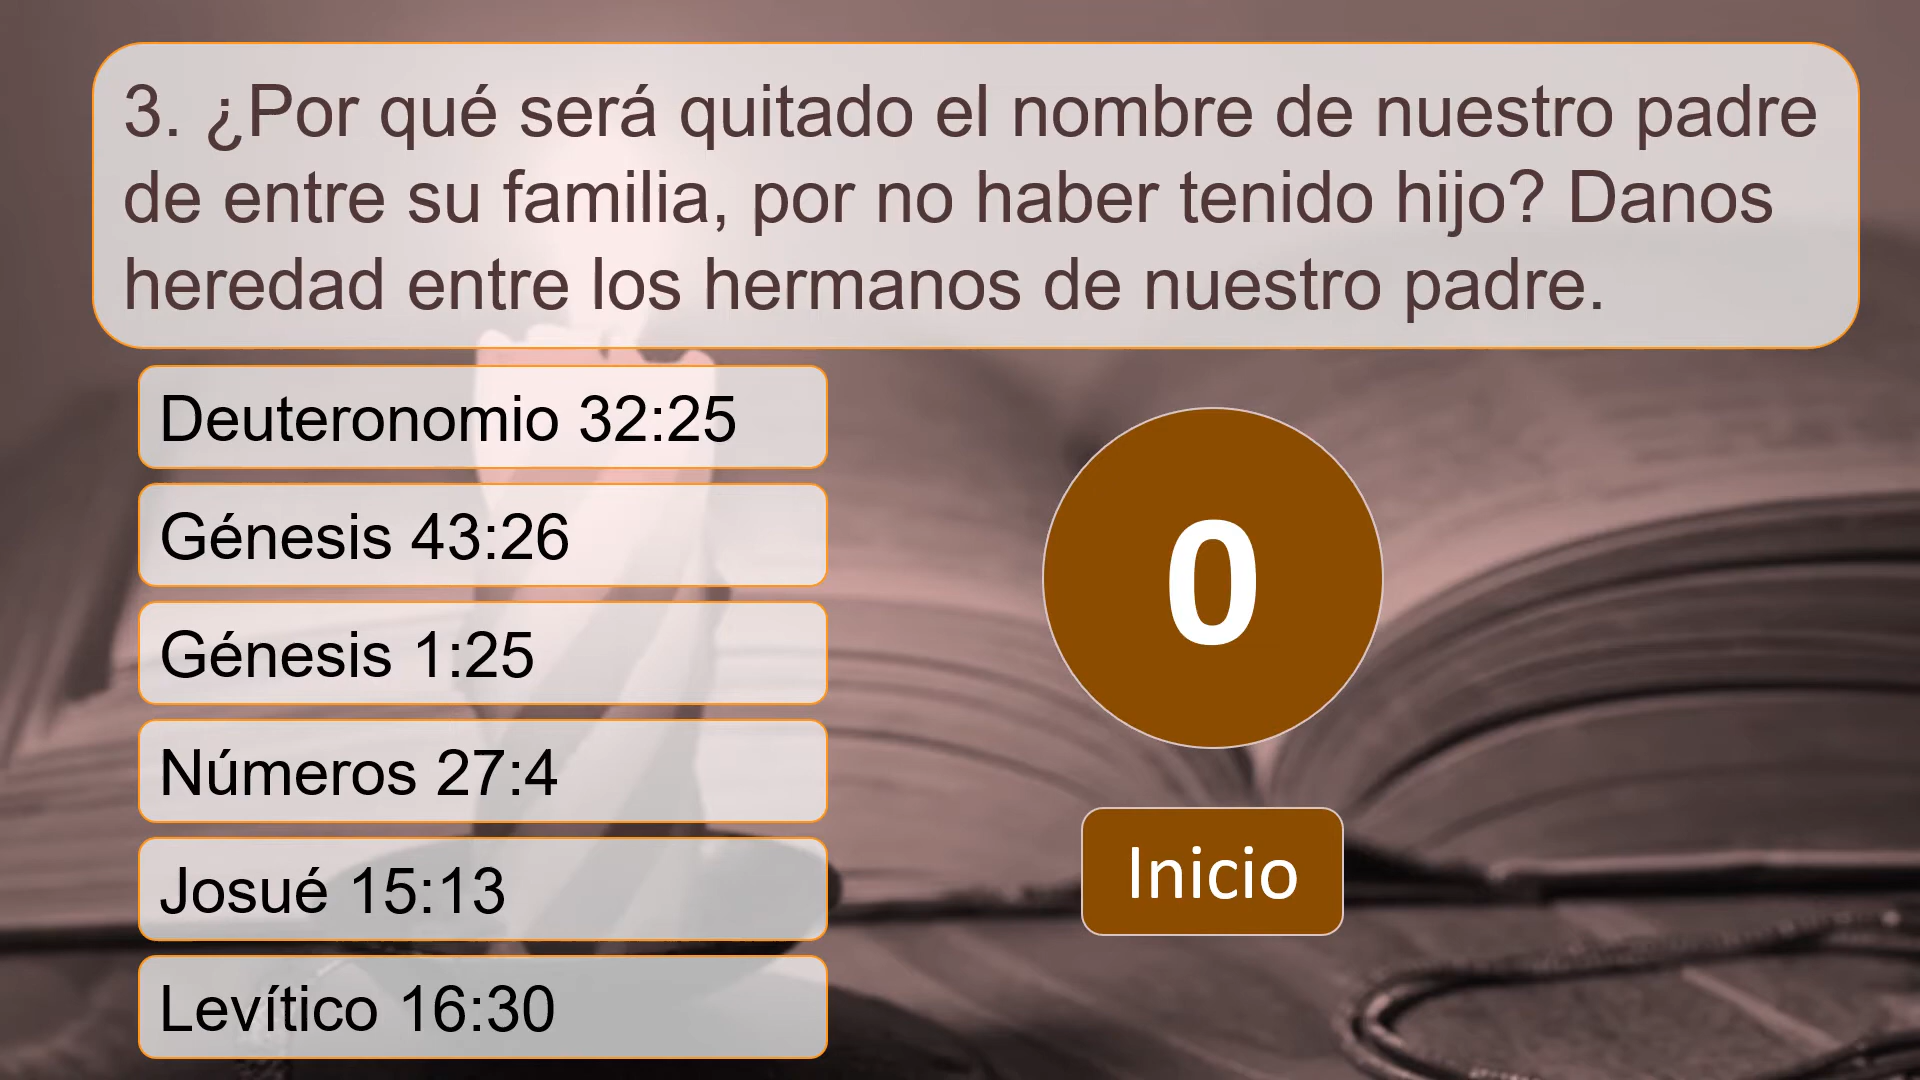 3. ¿Por qué será quitado el nombre de nuestro padre
de entre su familia, por no haber tenido hijo? Danos
heredad entre los hermanos de nuestro padre.
Deuteronomio 32:25
Génesis 43:26
Génesis 1:25
Números 27:4
Josué 15:13
Levítico 16:30
0
Inicio